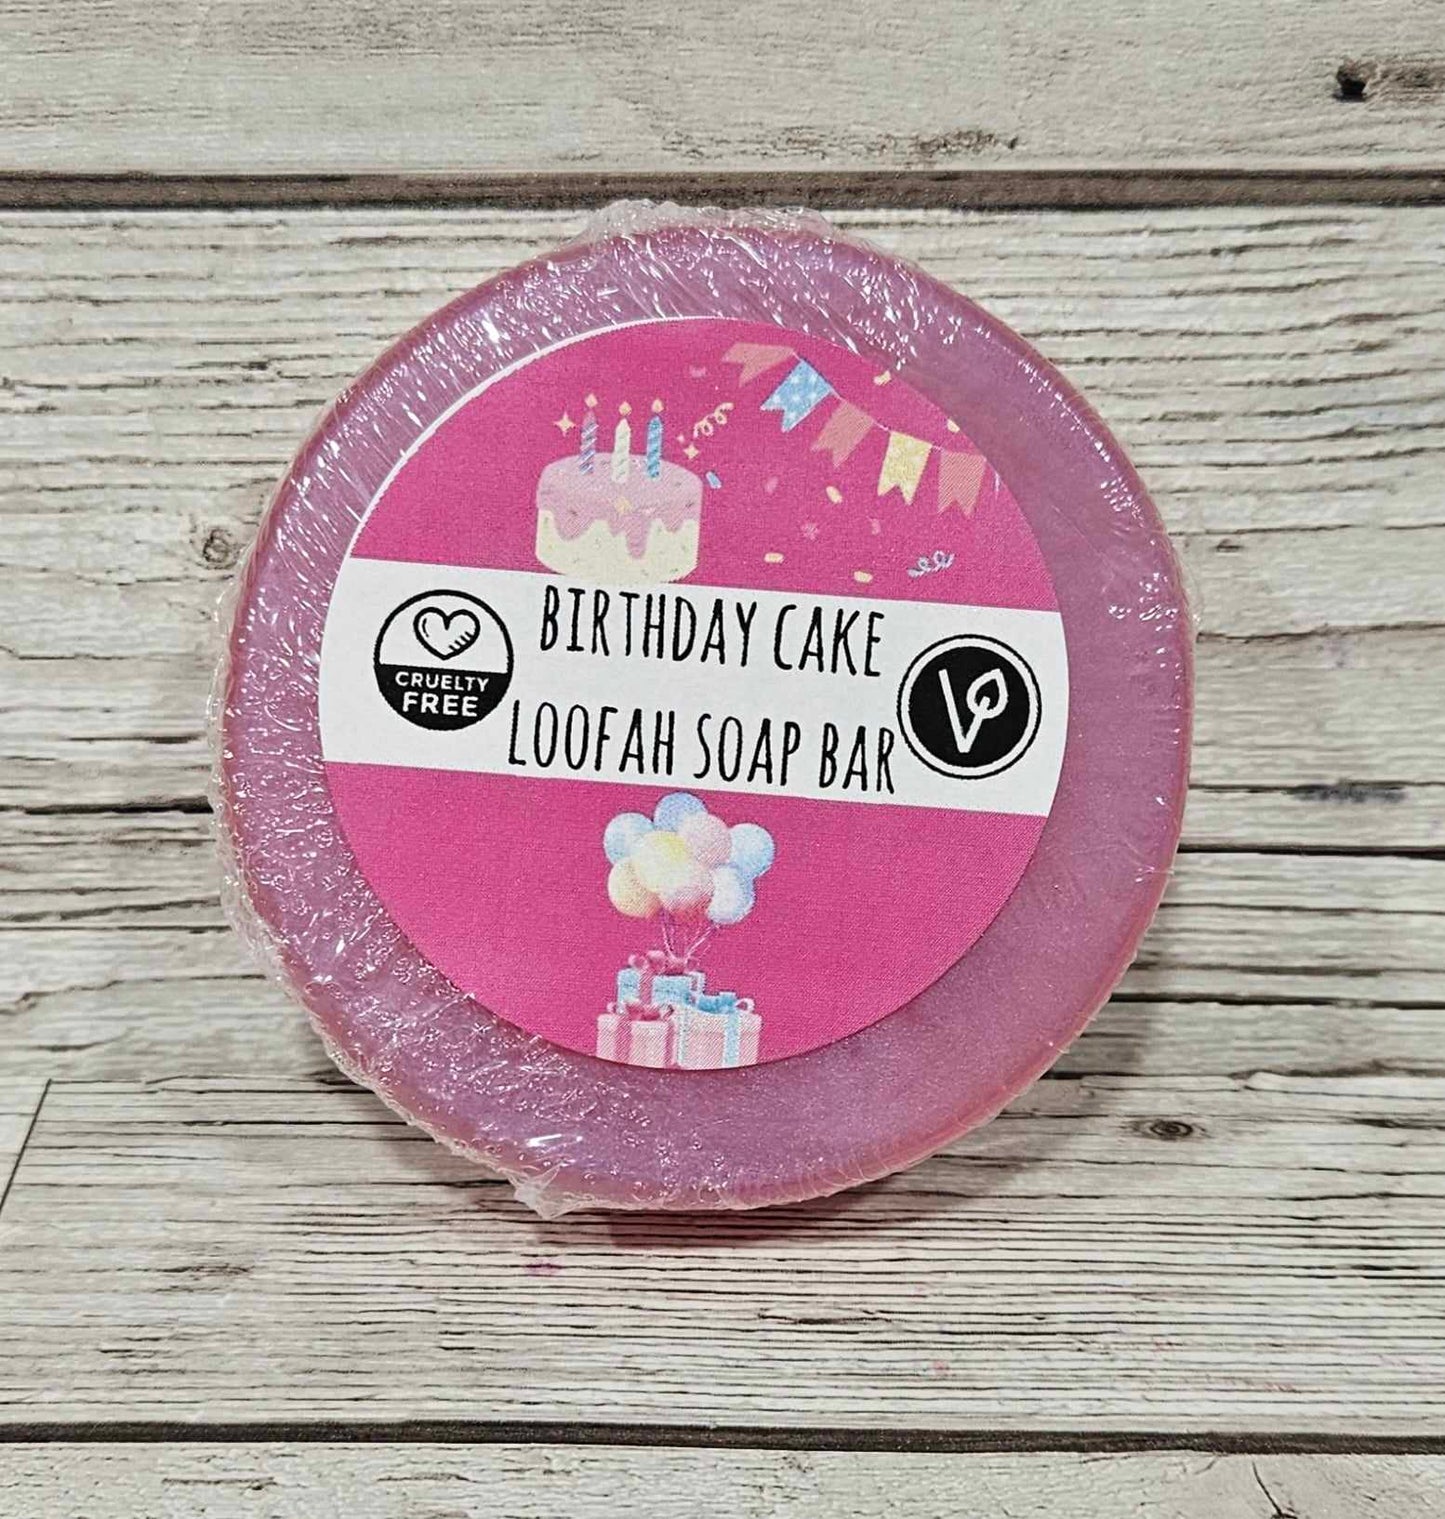 BIRTHDAY CAKE
LOOFAH SOAP BAR
CRUELTY
FREE
V